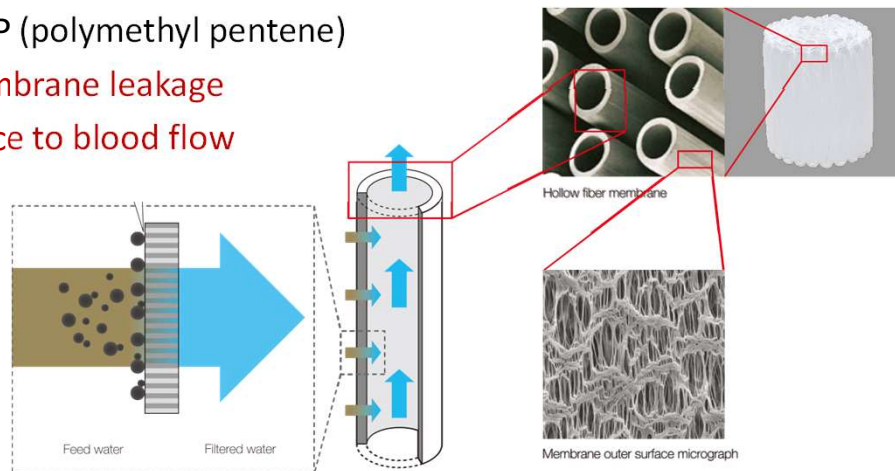 P (polymethyl pentene)
mbrane leakage
ce to blood flow
Hollow fiber membrane
Feed water
Filtered water
Membrane outer surface micrograph